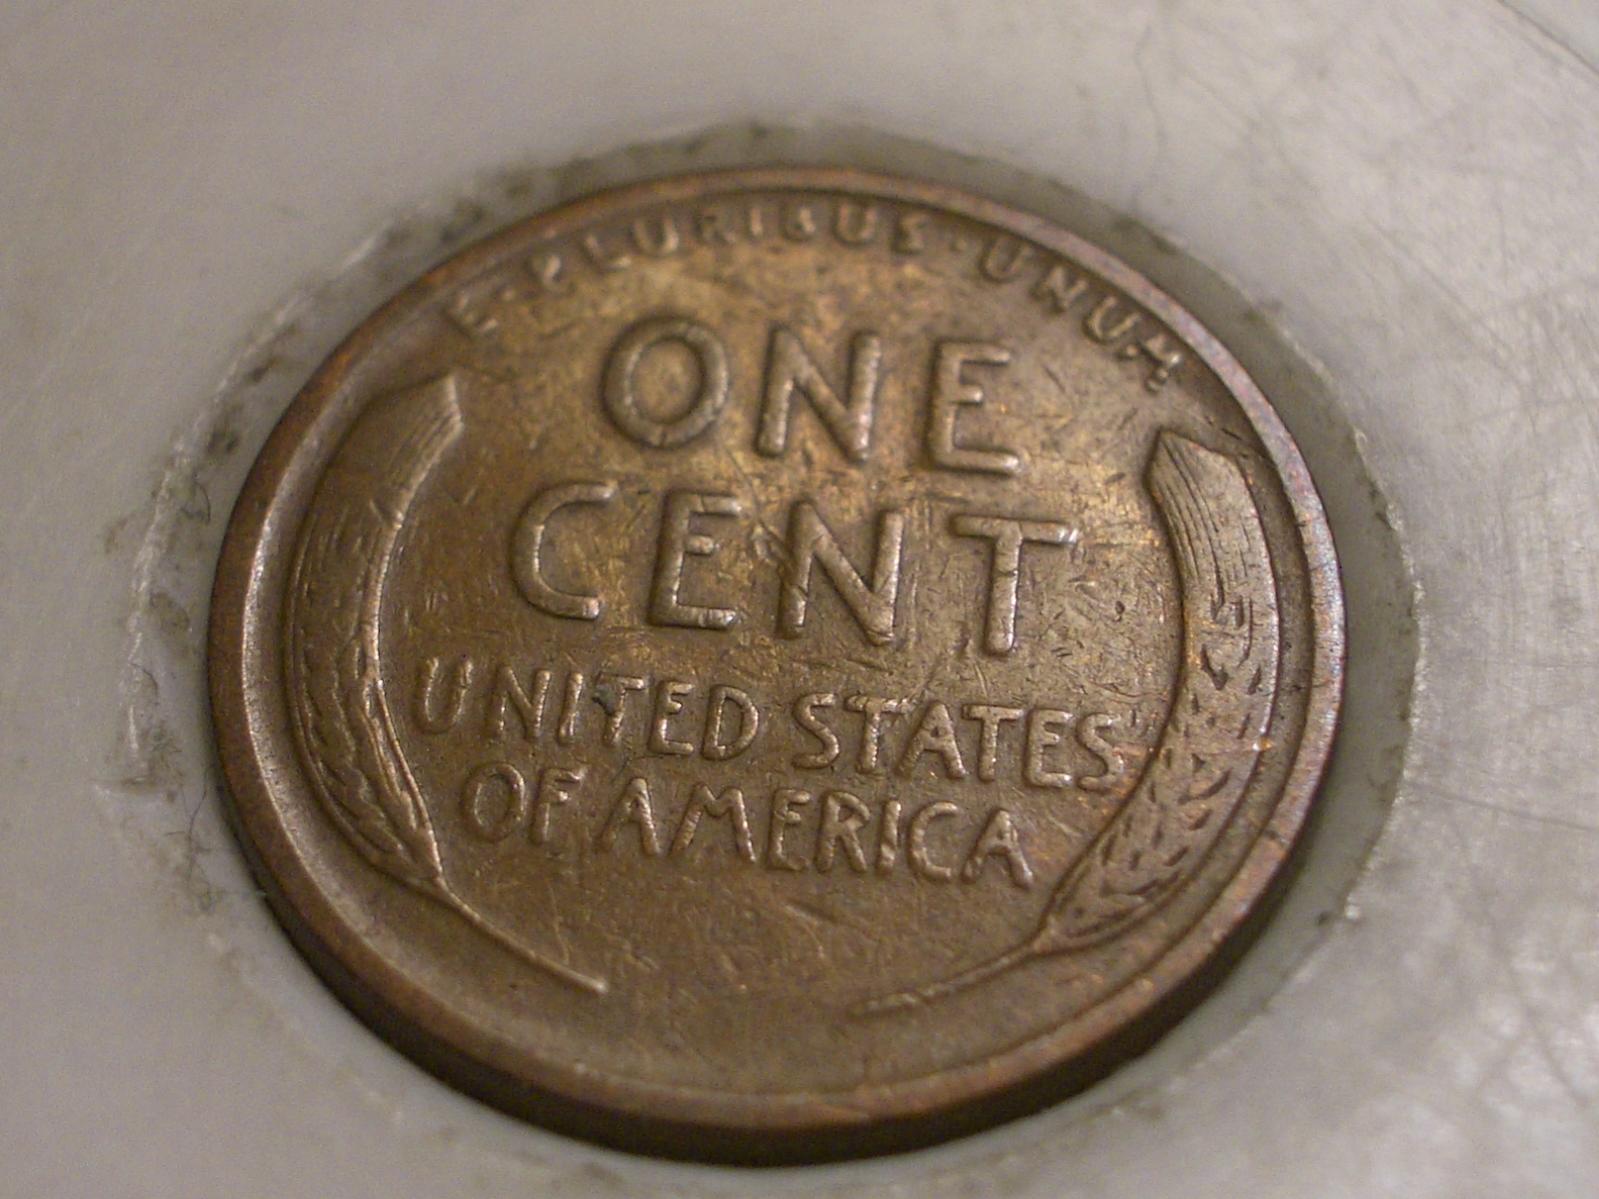 E·PLURIBUS·UNUM
ONE
CENT
UNITED STATES
OF AMERICA